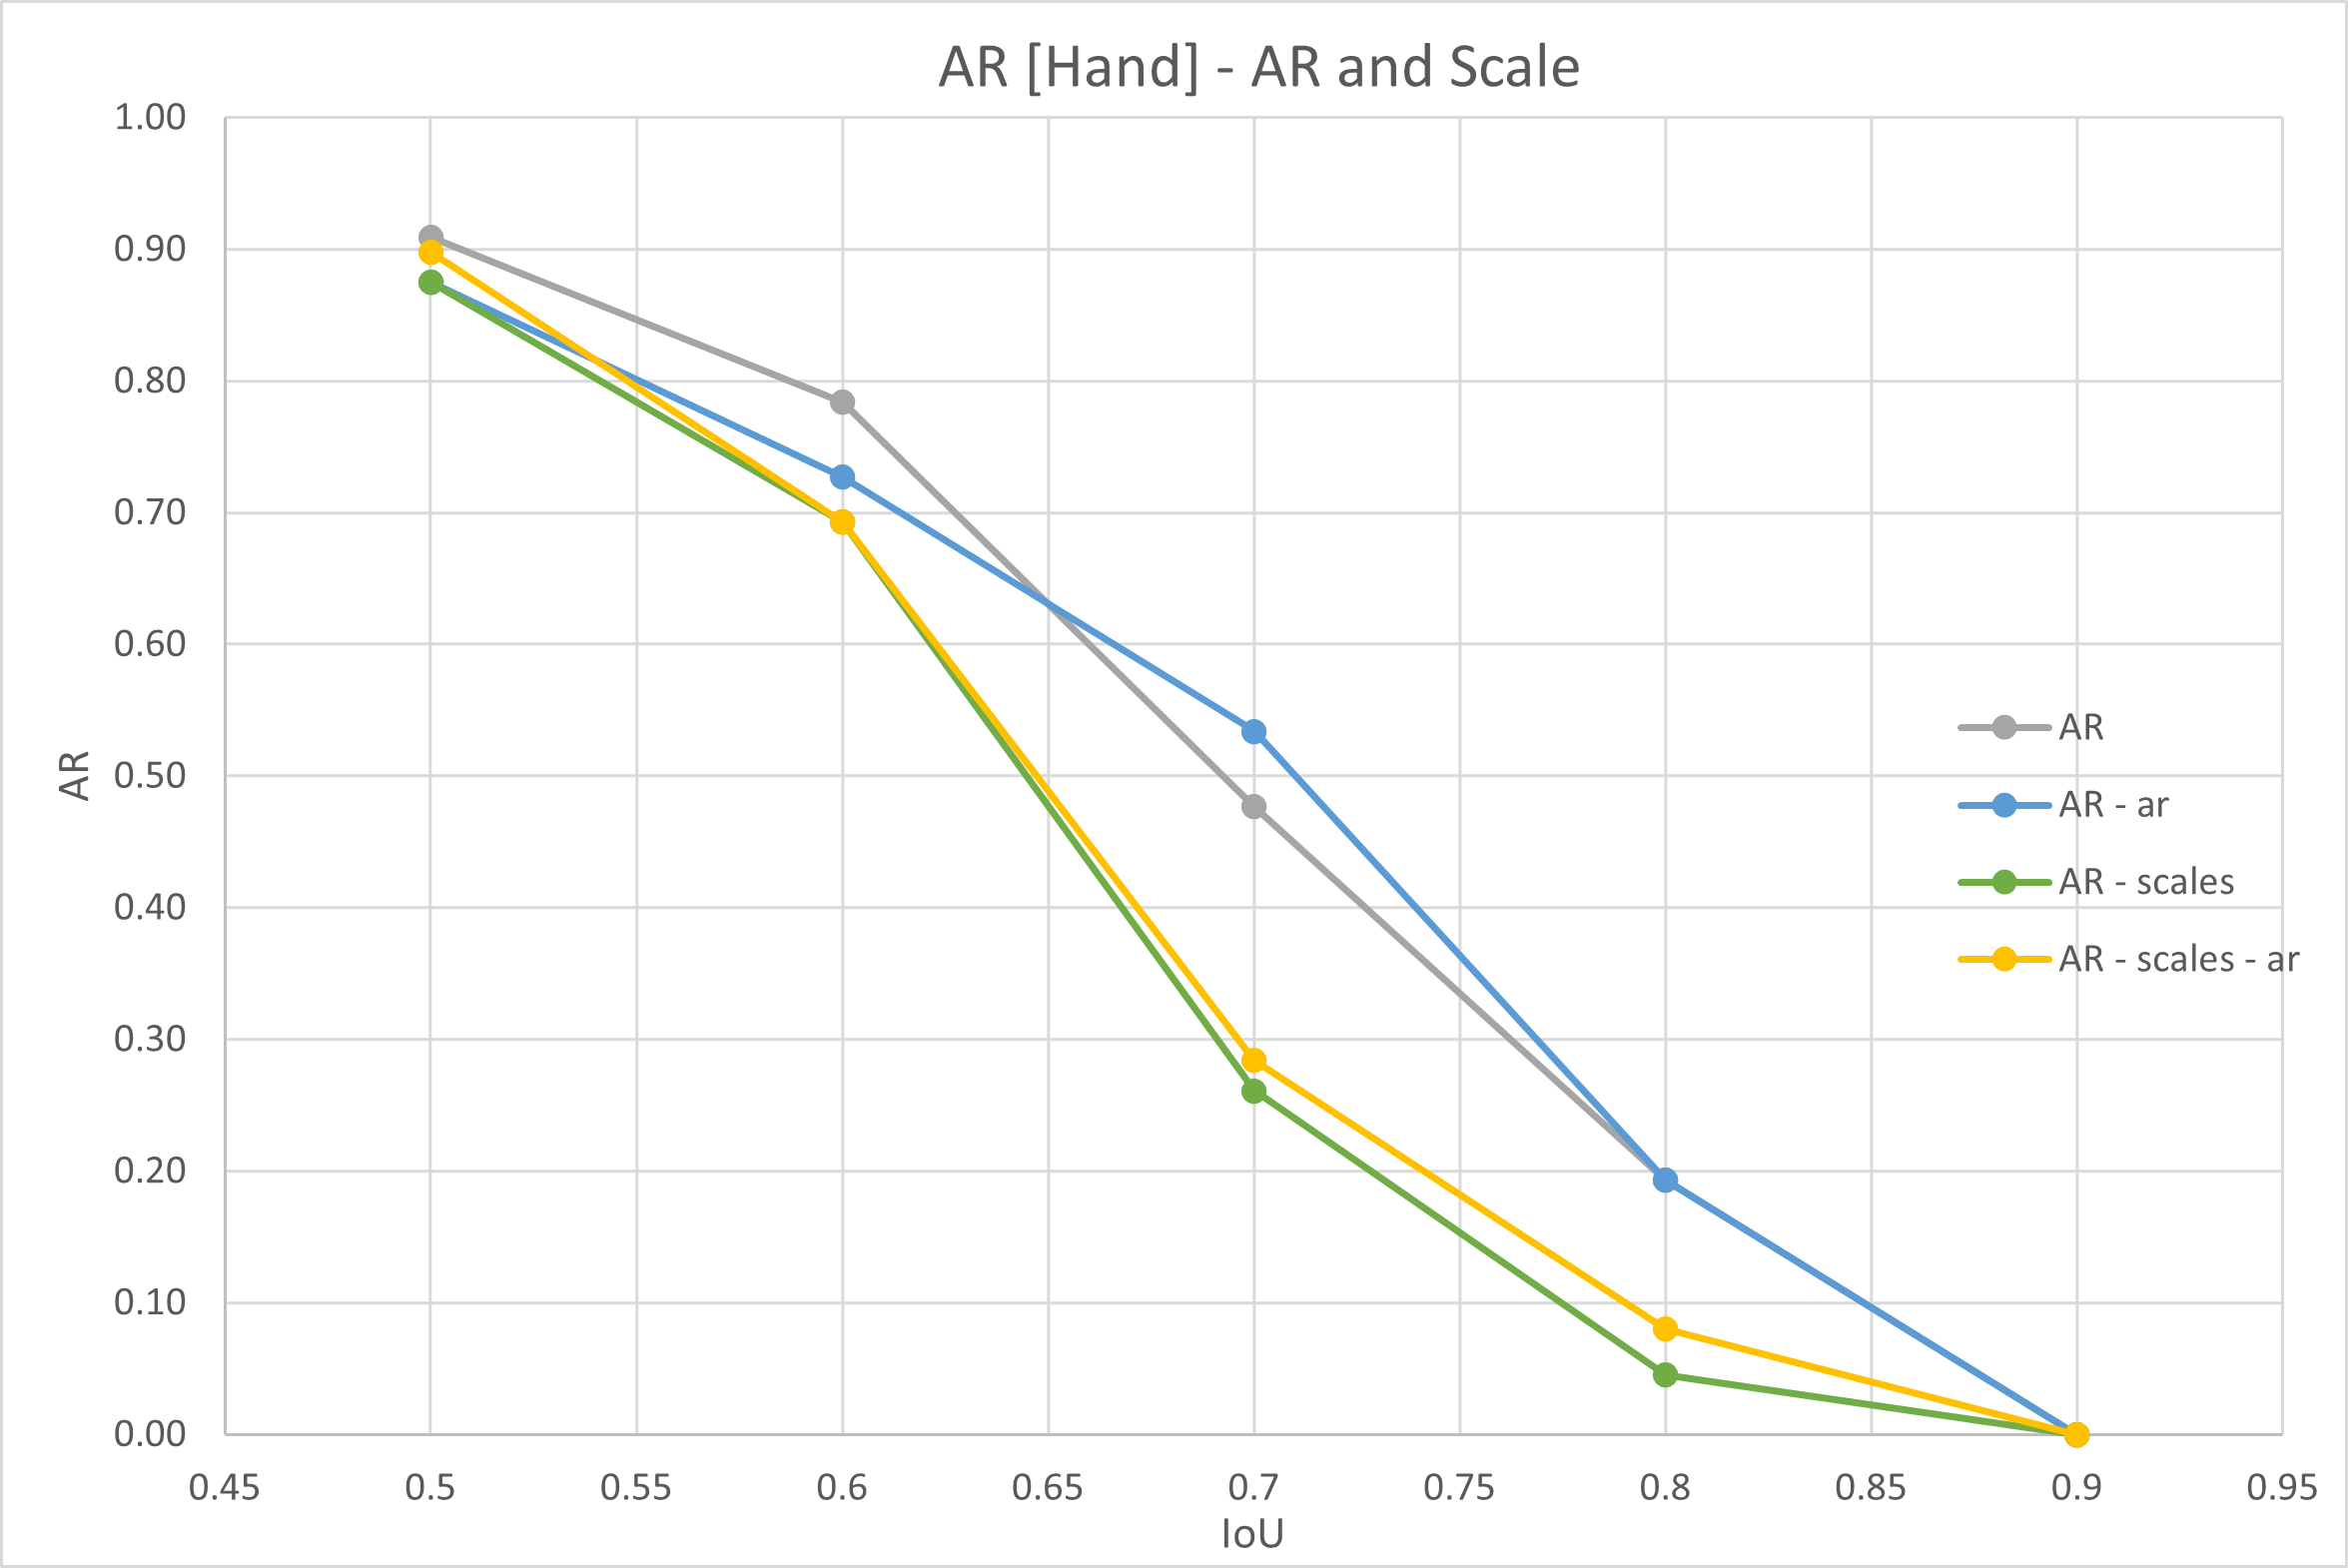 AR [Hand] - AR and Scale
1.00
0.90
0.80
0.70
0.60
0.50
0.40
0.30
0.20
0.10
0.00
AR
AR
AR - ar
AR - scales
AR - scales - ar
0.45 0.5 0.55 0.6 0.65 0.7 0.75 0.8 0.85 0.9 0.95
IoU